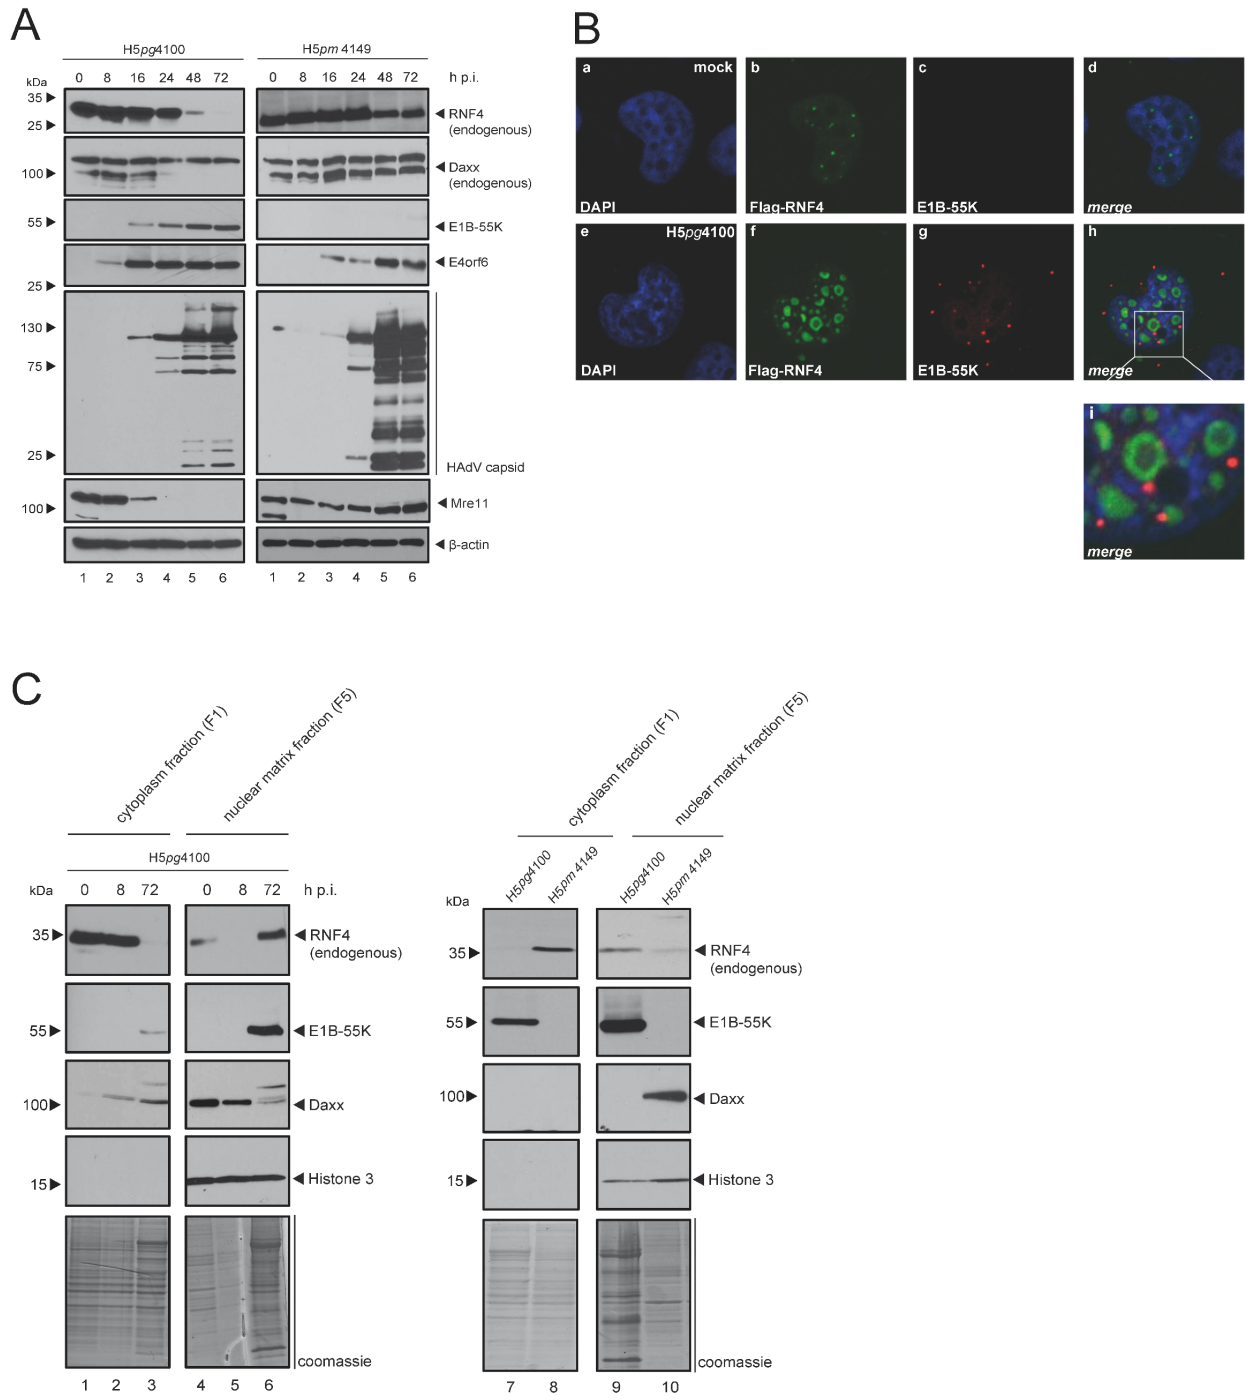 A
H5pg4100
H5pm 4149
kDa
0 8 16 24 48 72
0 8 16 24 48 72
h p.i.
35
25
RNF4
(endogenous)
100
Daxx
(endogenous)
55
E1B-55K
E4orf6
25
130
75
25
HAdV capsid
100
Mre11
β-actin
1 2 3 4 5 6
1 2 3 4 5 6
B
a
mock
DAPI
b
Flag-RNF4
c
E1B-55K
d
merge
e
H5pg4100
DAPI
f
Flag-RNF4
g
E1B-55K
h
merge
i
merge
C
cytoplasm fraction (F1)
nuclear matrix fraction (F5)
H5pg4100
kDa
0 8 72
0 8 72
h p.i.
35
RNF4
(endogenous)
55
E1B-55K
100
Daxx
15
Histone 3
coomassie
1 2 3 4 5 6
cytoplasm fraction (F1)
nuclear matrix fraction (F5)
kDa
H5pg4100
H5pm 4149
H5pg4100
H5pm 4149
35
RNF4
(endogenous)
55
E1B-55K
100
Daxx
15
Histone 3
coomassie
7 8 9 10